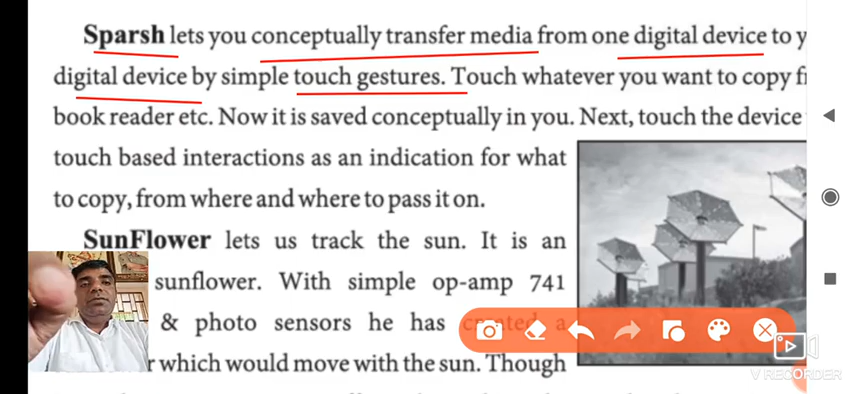 Sparsh lets you conceptually transfer media from one digital device to
digital device by simple touch gestures. Touch whatever you want to copy
book reader etc. Now it is saved conceptually in you. Next, touch the device
touch based interactions as an indication for what
to copy, from where and where to pass it on.
SunFlower lets us track the sun. It is an
sunflower. With simple op-amp 741
& photo sensors he has created a
which would move with the sun. Though
V RECORDER